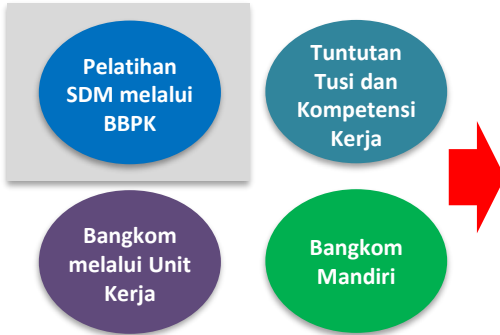 Pelatihan
SDM melalui
BBPK
Tuntutan
Tusi dan
Kompetensi
Kerja
Bangkom
melalui Unit
Kerja
Bangkom
Mandiri